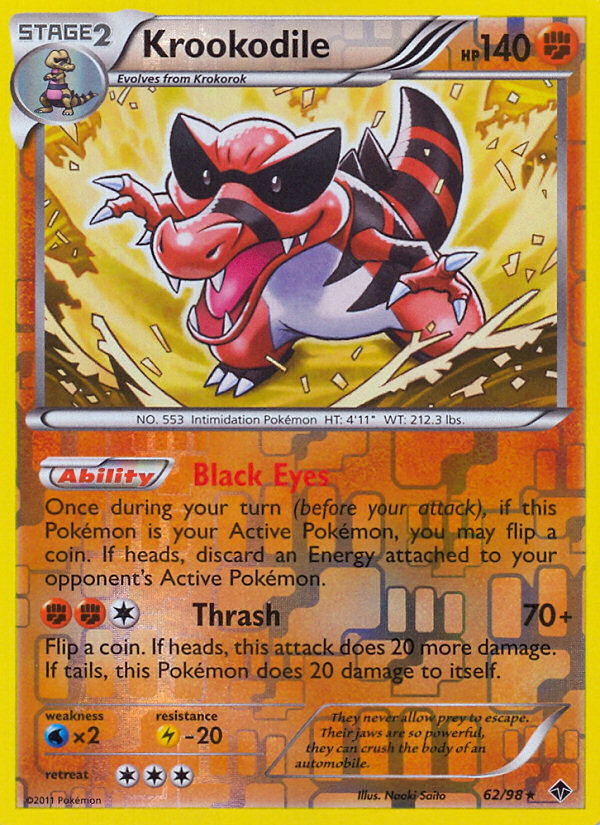 STAGE2
Krookodile
HP140
Evolves from Krokorok
NO. 553 Intimidation Pokémon HT: 4'11" WT: 212.3 lbs.
Ability Black Eyes
Once during your turn (before your attack), if this
Pokémon is your Active Pokémon, you may flip a
coin. If heads, discard an Energy attached to your
opponent's Active Pokémon.
Thrash 70+
Flip a coin. If heads, this attack does 20 more damage.
If tails, this Pokémon does 20 damage to itself.
weakness resistance
×2 -20
retreat
They never allow prey to escape.
Their jaws are so powerful,
they can crush the body of an
automobile.
©2011 Pokémon Illus. Naoki Saito 62/98★